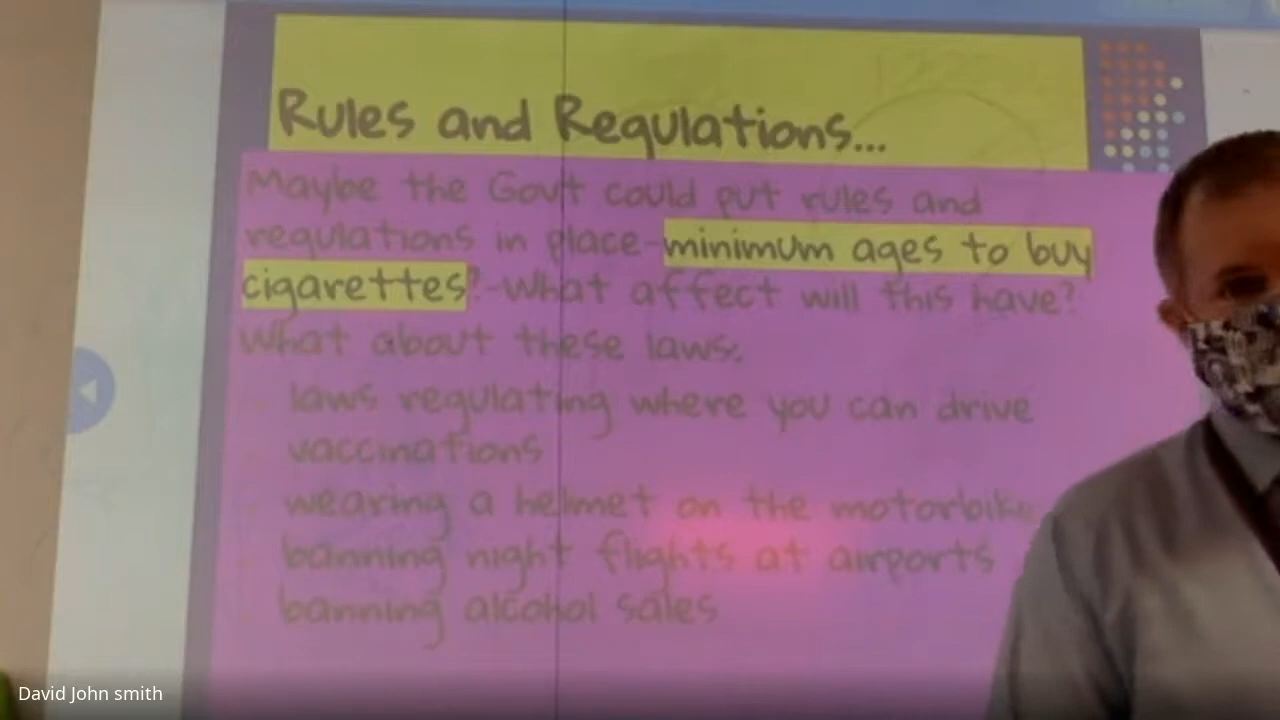 Rules and Regulations...
Maybe the Govt could put rules and
regulations in place-minimum ages to buy
cigarettes?-What affect will this have?
What about these laws:
laws regulating where you can drive
vaccinations
wearing a helmet on the motorbike
banning night flights at airports
banning alcohol sales
David John smith